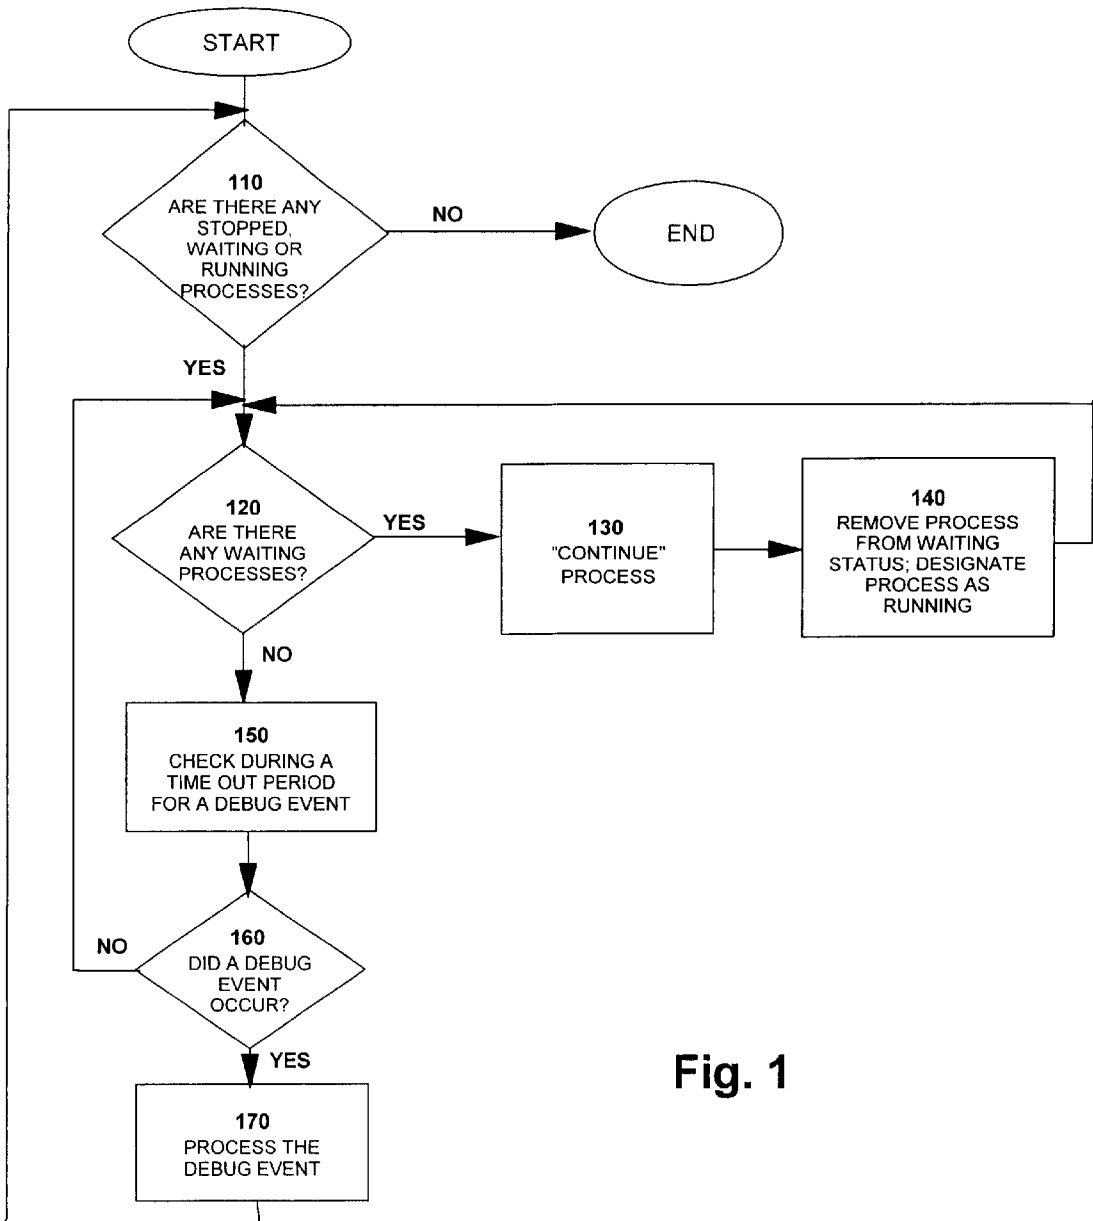 START
110
ARE THERE ANY
STOPPED,
WAITING OR
RUNNING
PROCESSES?
NO
END
YES
120
ARE THERE
ANY WAITING
PROCESSES?
YES
130
"CONTINUE"
PROCESS
140
REMOVE PROCESS
FROM WAITING
STATUS; DESIGNATE
PROCESS AS
RUNNING
NO
150
CHECK DURING A
TIME OUT PERIOD
FOR A DEBUG EVENT
160
DID A DEBUG
EVENT
OCCUR?
NO
YES
170
PROCESS THE
DEBUG EVENT
Fig. 1